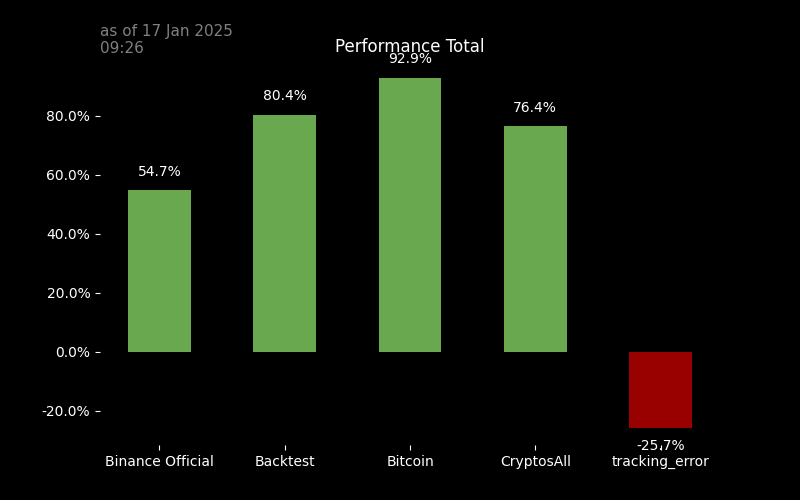 as of 17 Jan 2025
09:26
Performance Total
92.9%
80.4%
76.4%
54.7%
80.0%
60.0%
40.0%
20.0%
0.0%
-20.0%
-25.7%
Binance Official
Backtest
Bitcoin
CryptosAll
tracking_error